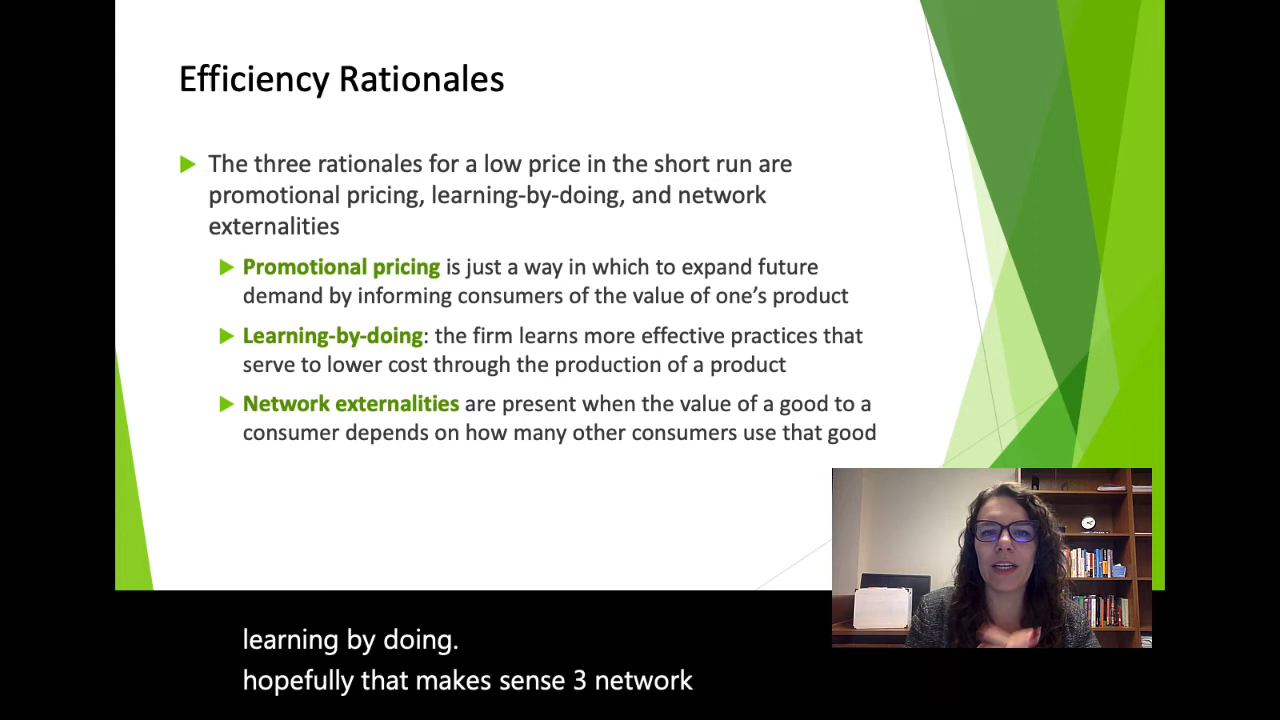 Efficiency Rationales
The three rationales for a low price in the short run are
promotional pricing, learning-by-doing, and network
externalities
Promotional pricing is just a way in which to expand future
demand by informing consumers of the value of one’s product
Learning-by-doing: the firm learns more effective practices that
serve to lower cost through the production of a product
Network externalities are present when the value of a good to a
consumer depends on how many other consumers use that good
learning by doing.
hopefully that makes sense 3 network